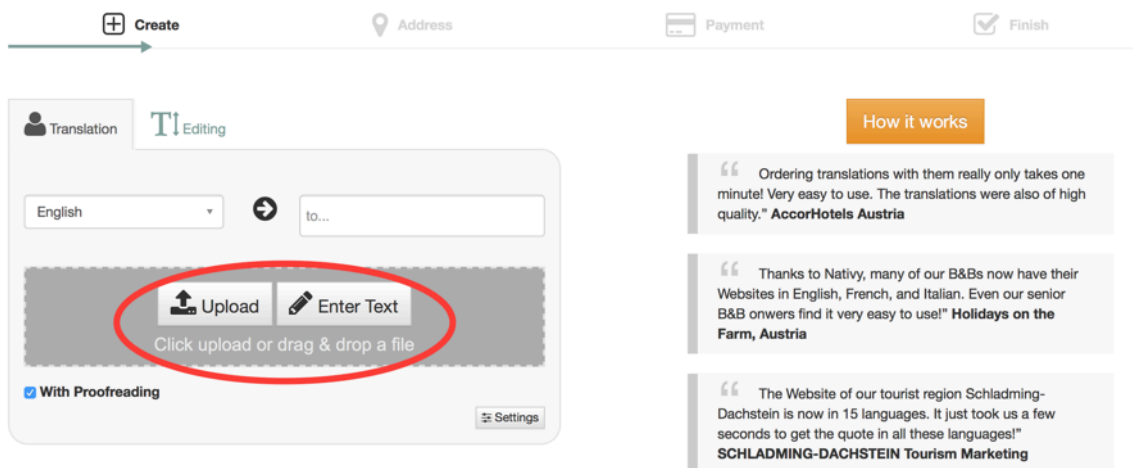 Create
Address
Payment
Finish
Translation
Editing
English
to...
Upload
Enter Text
Click upload or drag & drop a file
With Proofreading
Settings
How it works
“ Ordering translations with them really only takes one
minute! Very easy to use. The translations were also of high
quality.” AccorHotels Austria
“ Thanks to Nativy, many of our B&Bs now have their
Websites in English, French, and Italian. Even our senior
B&B onwers find it very easy to use!” Holidays on the
Farm, Austria
“ The Website of our tourist region Schladming-
Dachstein is now in 15 languages. It just took us a few
seconds to get the quote in all these languages!”
SCHLADMING-DACHSTEIN Tourism Marketing